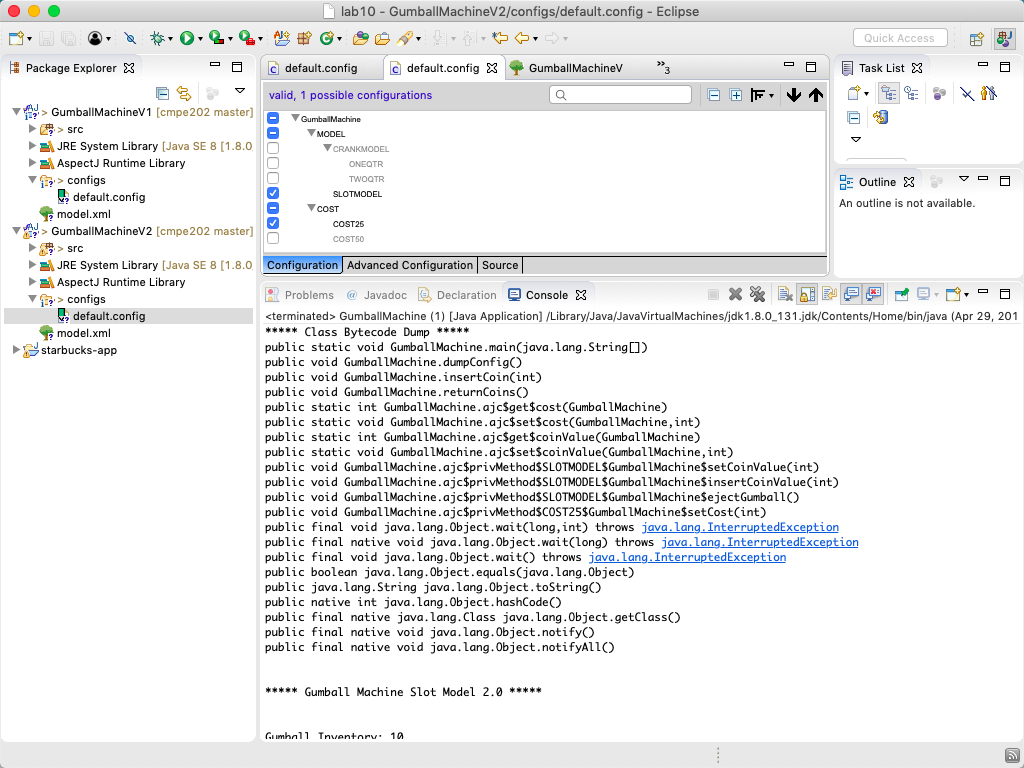 lab10 - GumballMachineV2/configs/default.config - Eclipse
Quick Access
Package Explorer
> GumballMachineV1 [cmpe202 master]
> src
JRE System Library [Java SE 8 [1.8.0
AspectJ Runtime Library
> configs
default.config
model.xml
> GumballMachineV2 [cmpe202 master]
> src
JRE System Library [Java SE 8 [1.8.0
AspectJ Runtime Library
> configs
default.config
model.xml
starbucks-app
default.config
default.config
GumballMachineV
»3
valid, 1 possible configurations
GumballMachine
MODEL
CRANKMODEL
ONEQTR
TWOQTR
SLOTMODEL
COST
COST25
COST50
Configuration
Advanced Configuration
Source
Task List
Outline
An outline is not available.
Problems
@ Javadoc
Declaration
Console
<terminated> GumballMachine (1) [Java Application] /Library/Java/JavaVirtualMachines/jdk1.8.0_131.jdk/Contents/Home/bin/java (Apr 29, 201
***** Class Bytecode Dump *****
public static void GumballMachine.main(java.lang.String[])
public void GumballMachine.dumpConfig()
public void GumballMachine.insertCoin(int)
public void GumballMachine.returnCoins()
public static int GumballMachine.ajc$get$cost(GumballMachine)
public static void GumballMachine.ajc$set$cost(GumballMachine,int)
public static int GumballMachine.ajc$get$coinValue(GumballMachine)
public static void GumballMachine.ajc$set$coinValue(GumballMachine,int)
public void GumballMachine.ajc$privMethod$SLOTMODEL$GumballMachine$setCoinValue(int)
public void GumballMachine.ajc$privMethod$SLOTMODEL$GumballMachine$insertCoinValue(int)
public void GumballMachine.ajc$privMethod$SLOTMODEL$GumballMachine$ejectGumball()
public void GumballMachine.ajc$privMethod$COST25$GumballMachine$setCost(int)
public final void java.lang.Object.wait(long,int) throws java.lang.InterruptedException
public final native void java.lang.Object.wait(long) throws java.lang.InterruptedException
public final void java.lang.Object.wait() throws java.lang.InterruptedException
public boolean java.lang.Object.equals(java.lang.Object)
public java.lang.String java.lang.Object.toString()
public native int java.lang.Object.hashCode()
public final native java.lang.Class java.lang.Object.getClass()
public final native void java.lang.Object.notify()
public final native void java.lang.Object.notifyAll()
***** Gumball Machine Slot Model 2.0 *****
Gumball Inventory: 10